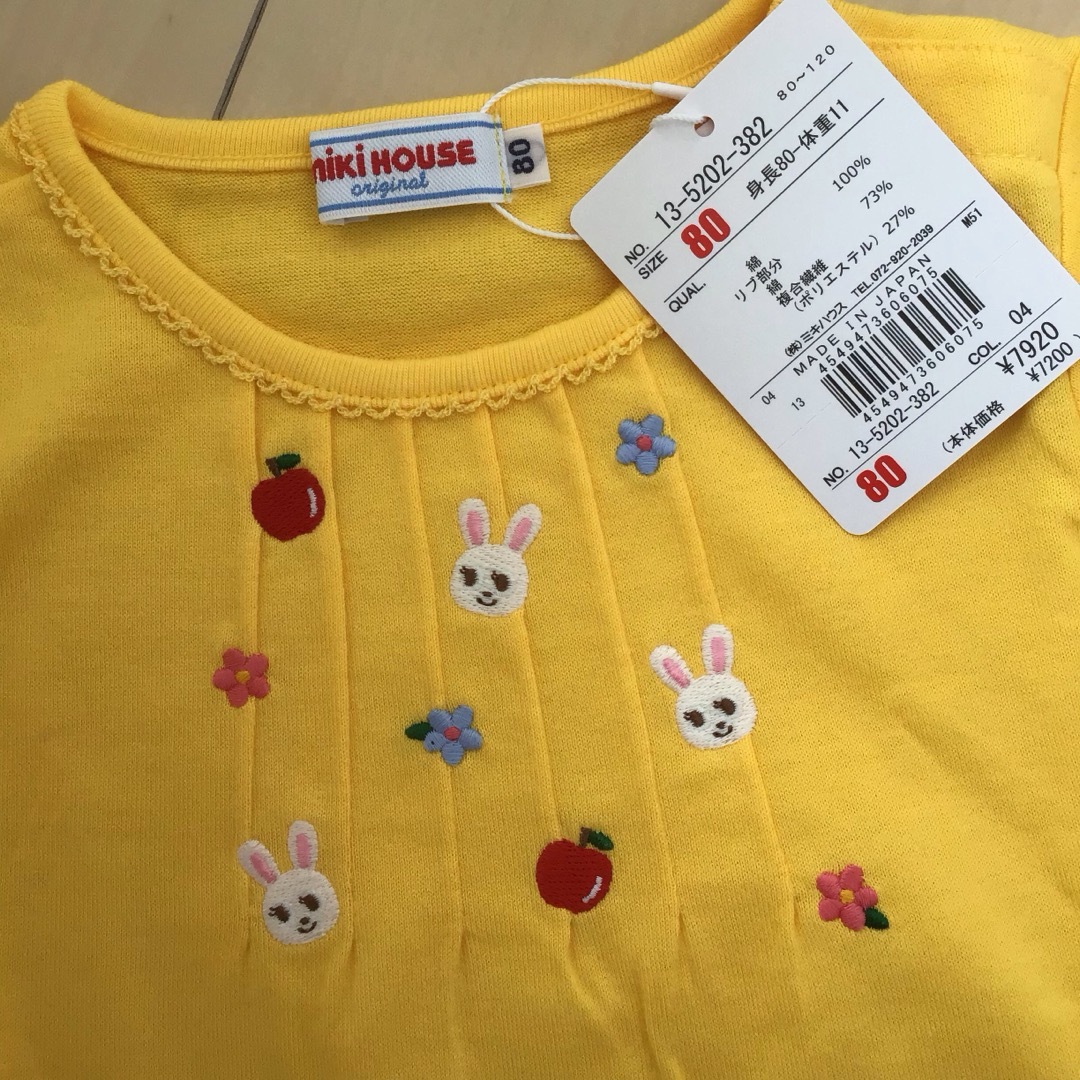 miki HOUSE
original
80
80~120
NO. 13-5202-382
SIZE 80 身長80-体重11
QUAL.
綿 100%
リブ部分
綿 73%
複合繊維
(ポリエステル) 27%
(株)ミキハウス TEL.072-920-2039
M51
MADE IN JAPAN
4549473606075
04 13
4549473606075
NO. 13-5202-382 COL. 04
80
¥7920
(本体価格 ¥7200)